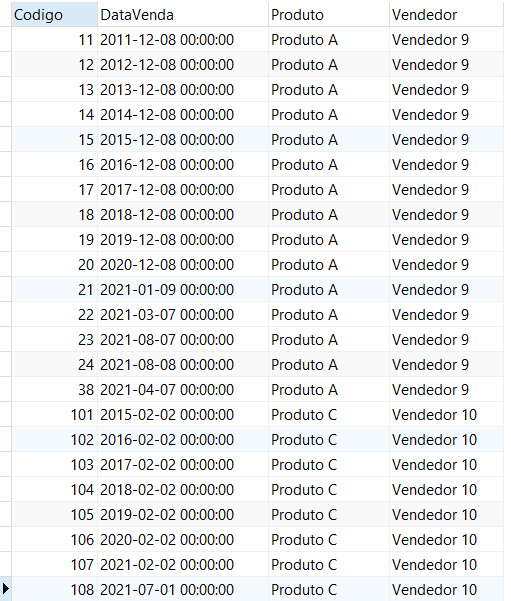 Codigo DataVenda Produto Vendedor
11 2011-12-08 00:00:00 Produto A Vendedor 9
12 2012-12-08 00:00:00 Produto A Vendedor 9
13 2013-12-08 00:00:00 Produto A Vendedor 9
14 2014-12-08 00:00:00 Produto A Vendedor 9
15 2015-12-08 00:00:00 Produto A Vendedor 9
16 2016-12-08 00:00:00 Produto A Vendedor 9
17 2017-12-08 00:00:00 Produto A Vendedor 9
18 2018-12-08 00:00:00 Produto A Vendedor 9
19 2019-12-08 00:00:00 Produto A Vendedor 9
20 2020-12-08 00:00:00 Produto A Vendedor 9
21 2021-01-09 00:00:00 Produto A Vendedor 9
22 2021-03-07 00:00:00 Produto A Vendedor 9
23 2021-08-07 00:00:00 Produto A Vendedor 9
24 2021-08-08 00:00:00 Produto A Vendedor 9
38 2021-04-07 00:00:00 Produto A Vendedor 9
101 2015-02-02 00:00:00 Produto C Vendedor 10
102 2016-02-02 00:00:00 Produto C Vendedor 10
103 2017-02-02 00:00:00 Produto C Vendedor 10
104 2018-02-02 00:00:00 Produto C Vendedor 10
105 2019-02-02 00:00:00 Produto C Vendedor 10
106 2020-02-02 00:00:00 Produto C Vendedor 10
107 2021-02-02 00:00:00 Produto C Vendedor 10
108 2021-07-01 00:00:00 Produto C Vendedor 10